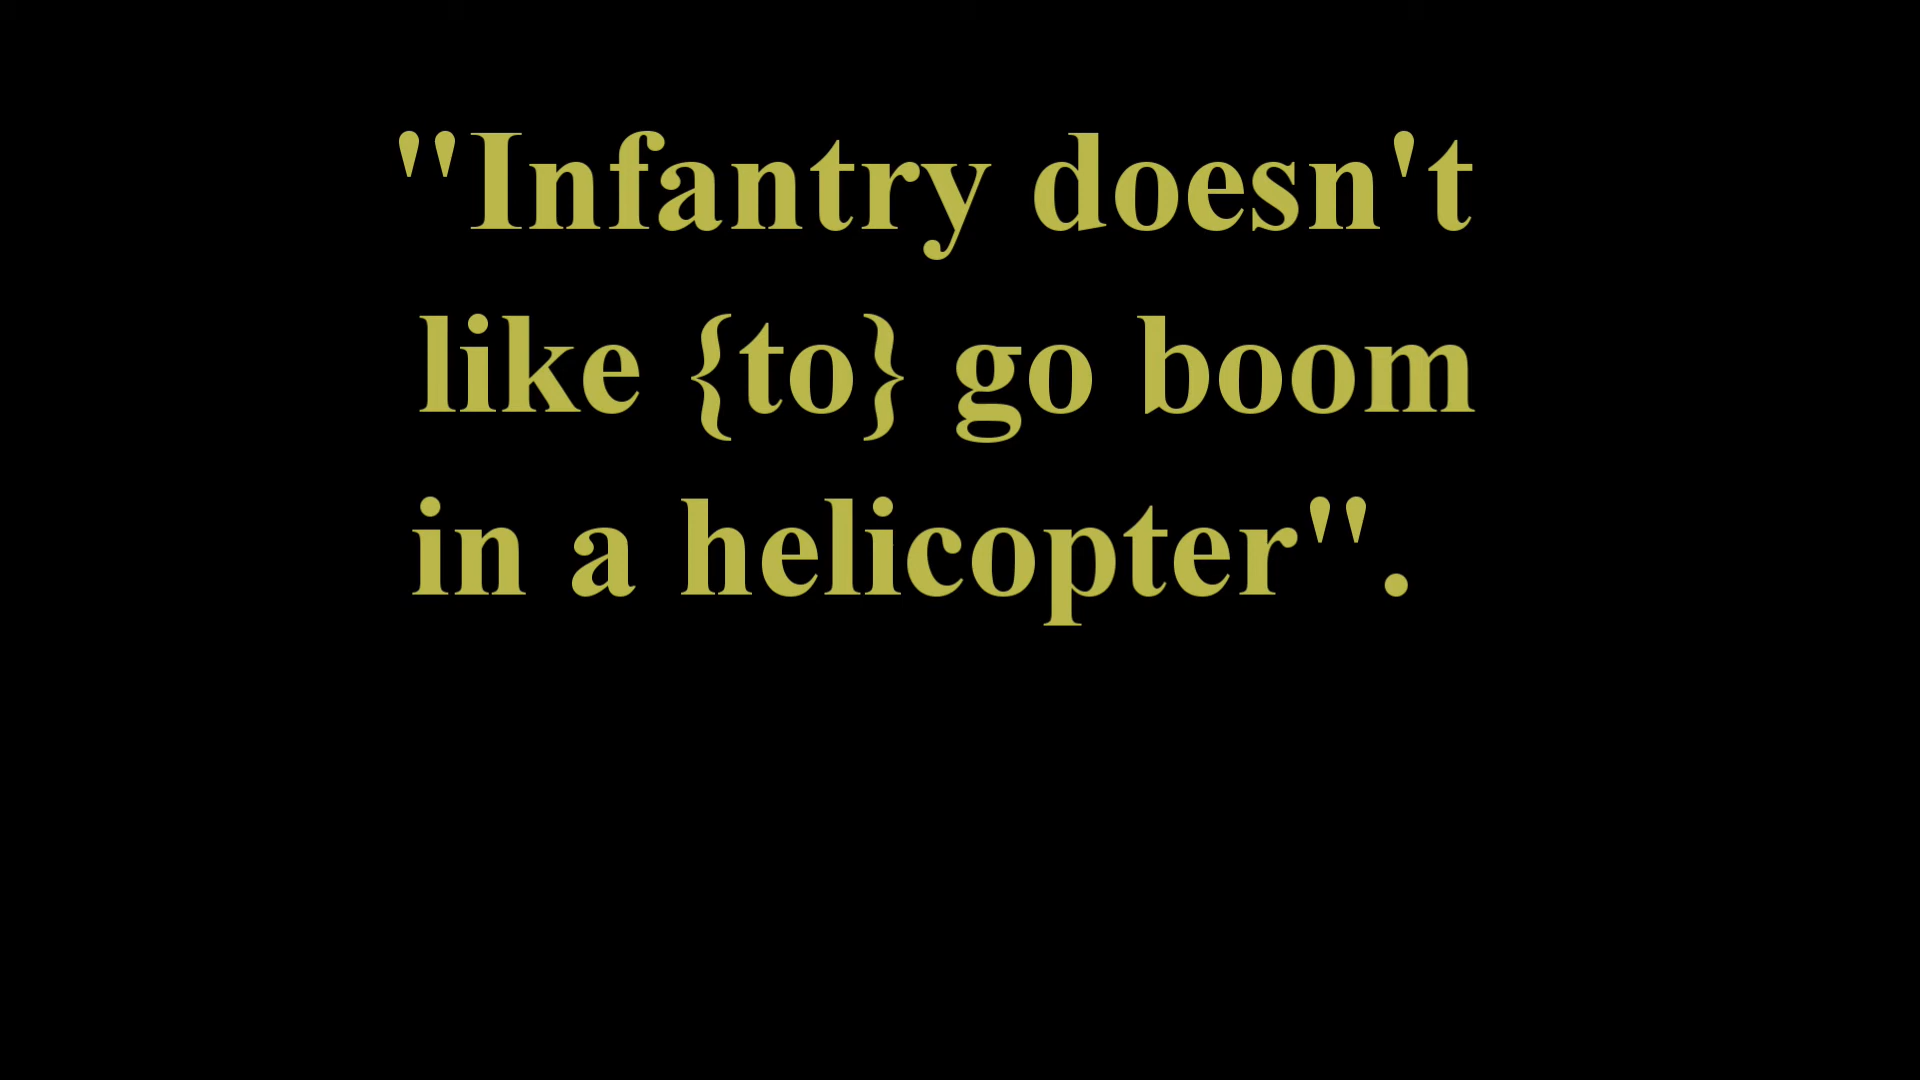 "Infantry doesn't
like {to} go boom
in a helicopter".